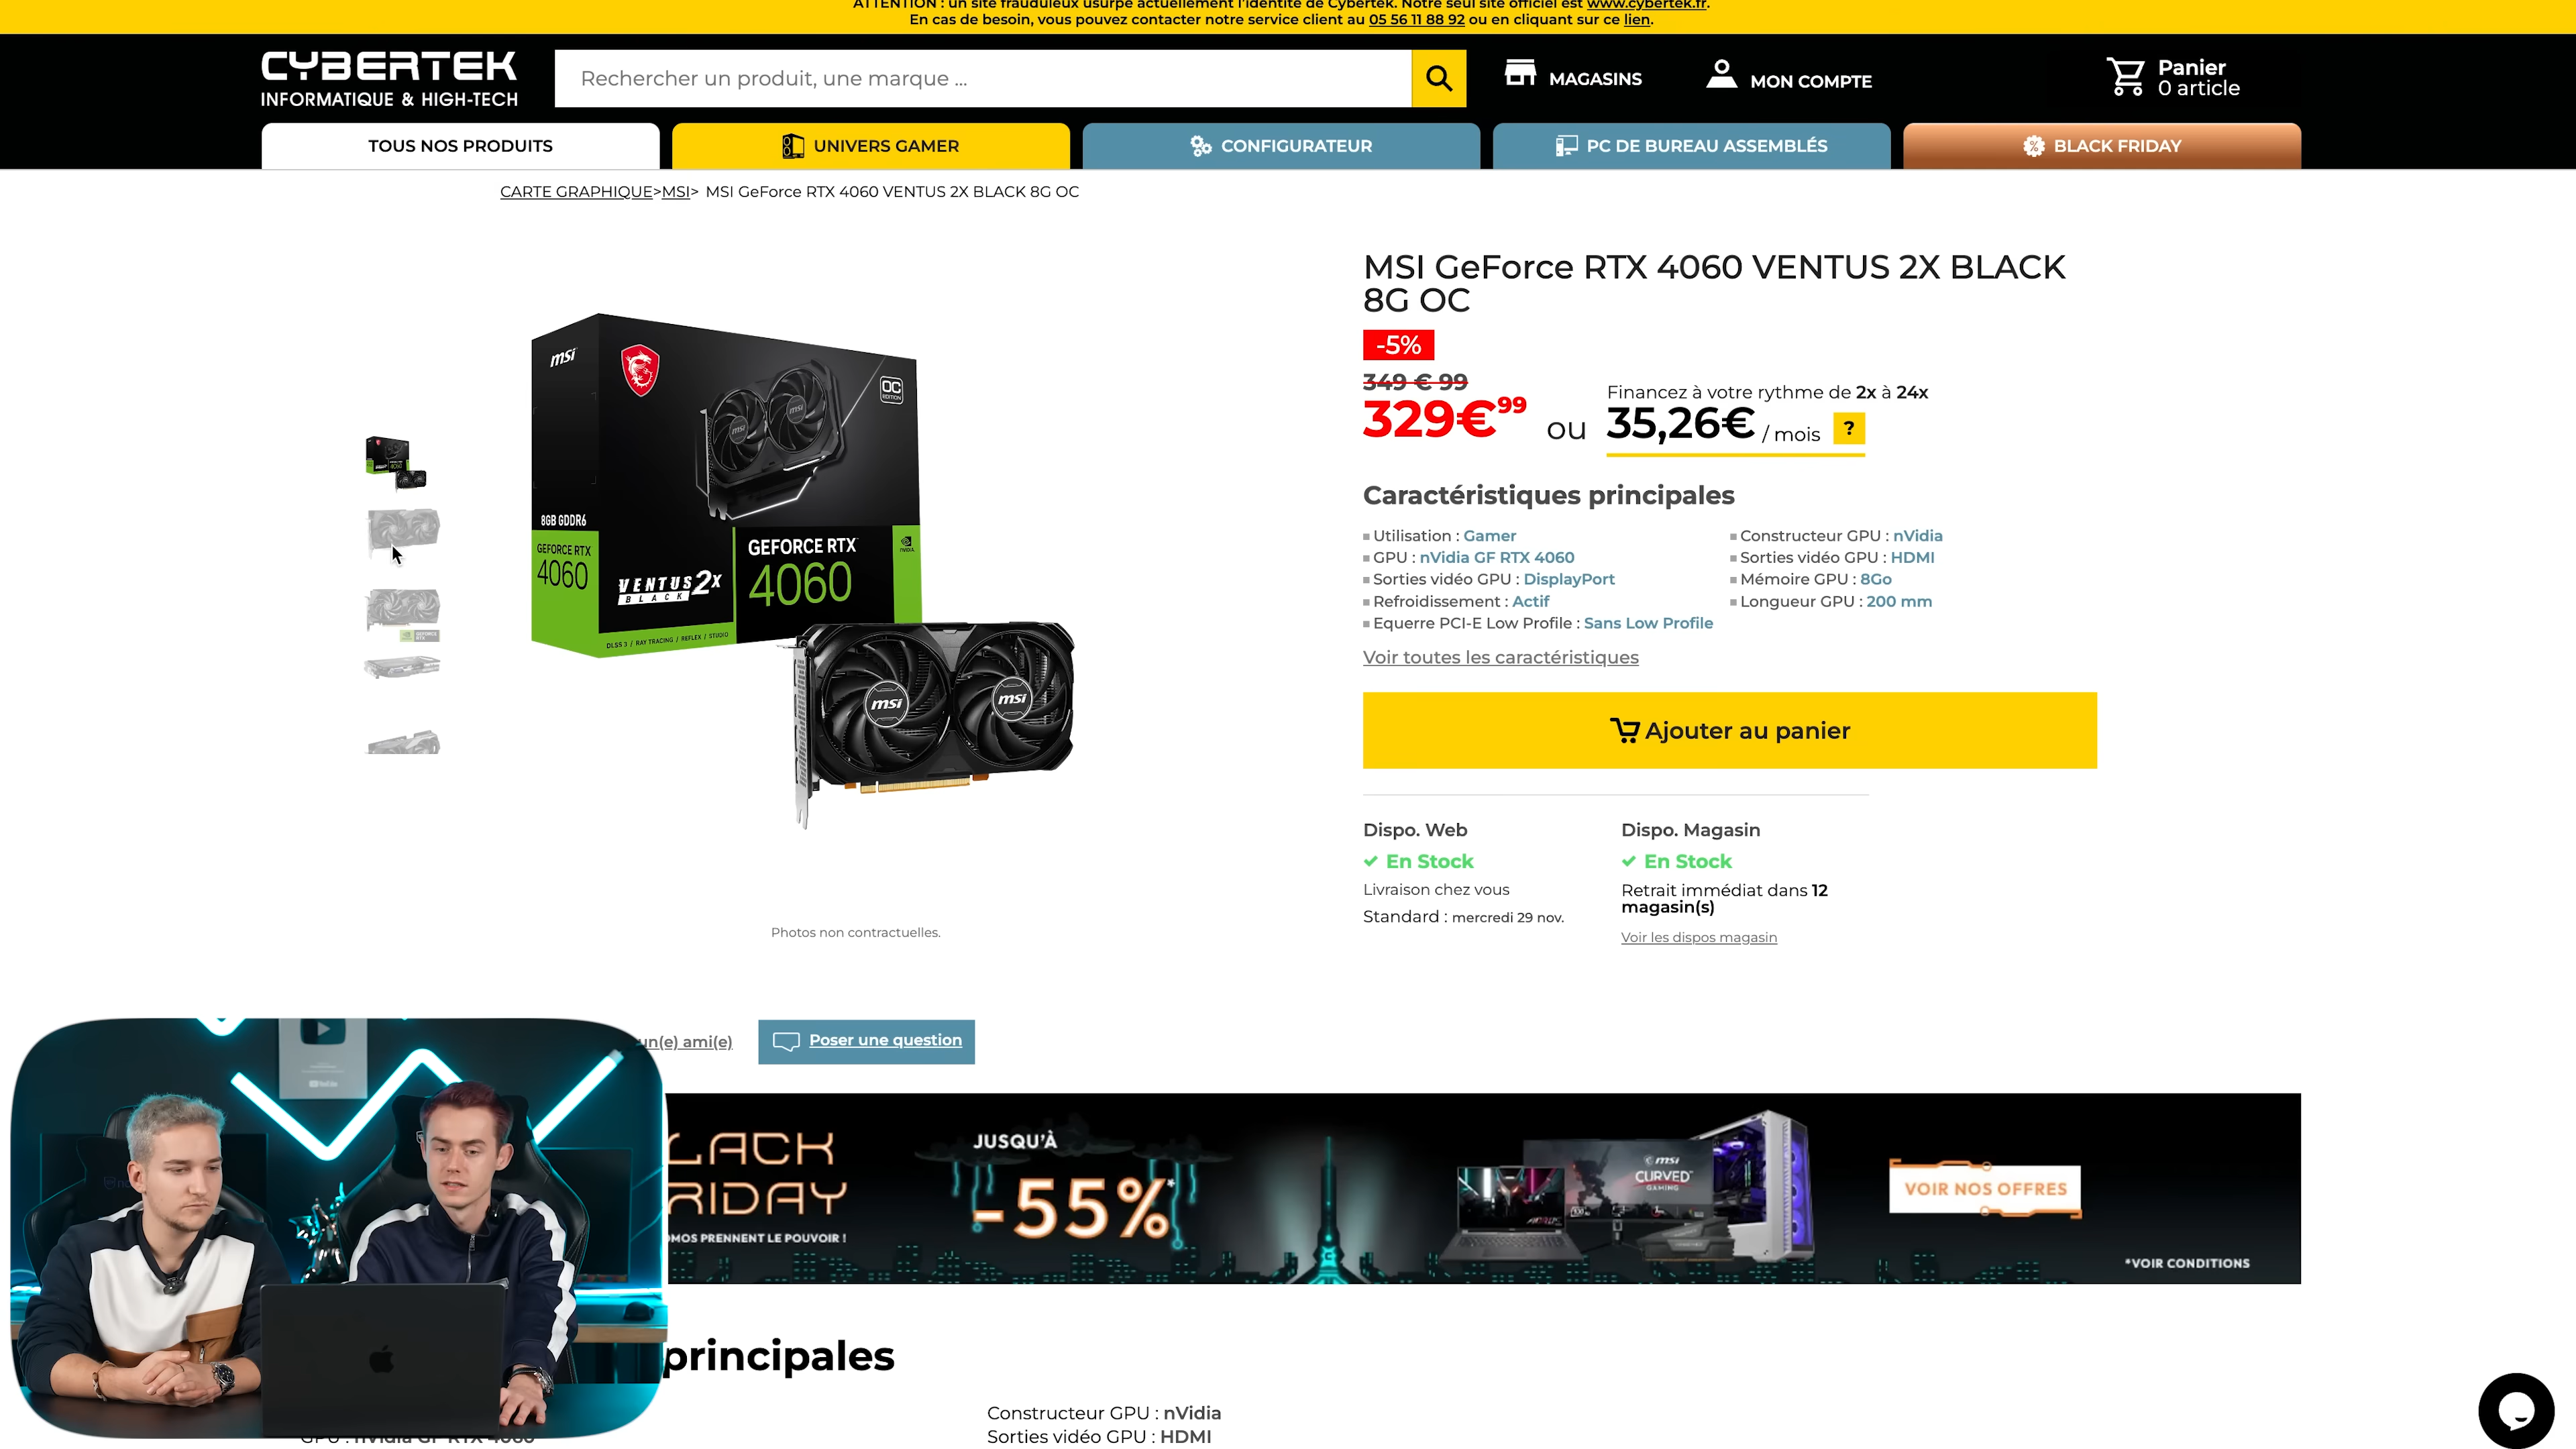 ATTENTION : un site frauduleux usurpe actuellement l'identité de Cybertek. Notre seul site officiel est www.cybertek.fr.
En cas de besoin, vous pouvez contacter notre service client au 05 56 11 88 92 ou en cliquant sur ce lien.
CYBERTEK
INFORMATIQUE & HIGH-TECH
Rechercher un produit, une marque ...
MAGASINS
MON COMPTE
Panier
0 article
TOUS NOS PRODUITS
UNIVERS GAMER
CONFIGURATEUR
PC DE BUREAU ASSEMBLÉS
BLACK FRIDAY
CARTE GRAPHIQUE>MSI> MSI GeForce RTX 4060 VENTUS 2X BLACK 8G OC
MSI GeForce RTX 4060 VENTUS 2X BLACK
8G OC
-5%
349 € 99
329€99
ou
Financez à votre rythme de 2x à 24x
35,26€ / mois ?
Caractéristiques principales
Utilisation : Gamer
GPU : nVidia GF RTX 4060
Sorties vidéo GPU : DisplayPort
Refroidissement : Actif
Equerre PCI-E Low Profile : Sans Low Profile
Constructeur GPU : nVidia
Sorties vidéo GPU : HDMI
Mémoire GPU : 8Go
Longueur GPU : 200 mm
Voir toutes les caractéristiques
Ajouter au panier
Dispo. Web
En Stock
Livraison chez vous
Standard : mercredi 29 nov.
Dispo. Magasin
En Stock
Retrait immédiat dans 12
magasin(s)
Voir les dispos magasin
msi
OC
EDITION
msi
msi
8GB GDDR6
GEFORCE RTX
4060
VENTUS 2X
BLACK
GEFORCE RTX
4060
NVIDIA
DLSS 3 / RAY TRACING / REFLEX / STUDIO
msi
msi
Photos non contractuelles.
un(e) ami(e)
Poser une question
LACK
RIDAY
OMOS PRENNENT LE POUVOIR !
JUSQU'À
-55%*
msi
CURVED
GAMING
VOIR NOS OFFRES
*VOIR CONDITIONS
principales
Constructeur GPU : nVidia
GPU : nVidia GF RTX 4060
Sorties vidéo GPU : HDMI